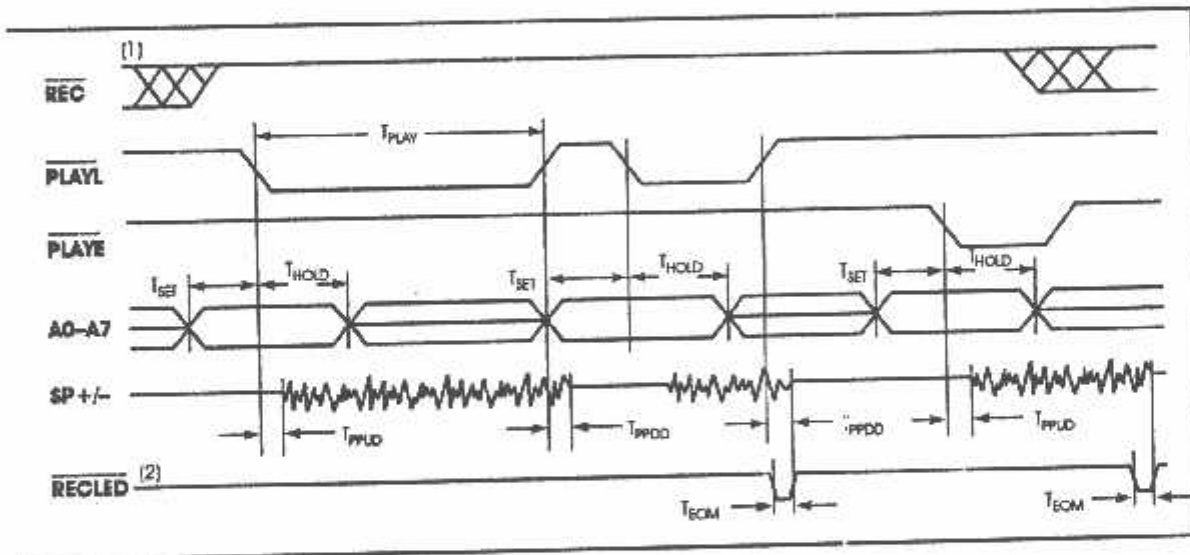 (1)
REC
T_PLAY
PLAYL
PLAYE
T_SET T_HOLD T_SET T_HOLD T_SET T_HOLD
A0–A7
SP +/–
T_PPUD T_PPDD T_PPDD T_PPUD
RECLED (2)
T_EOM T_EOM